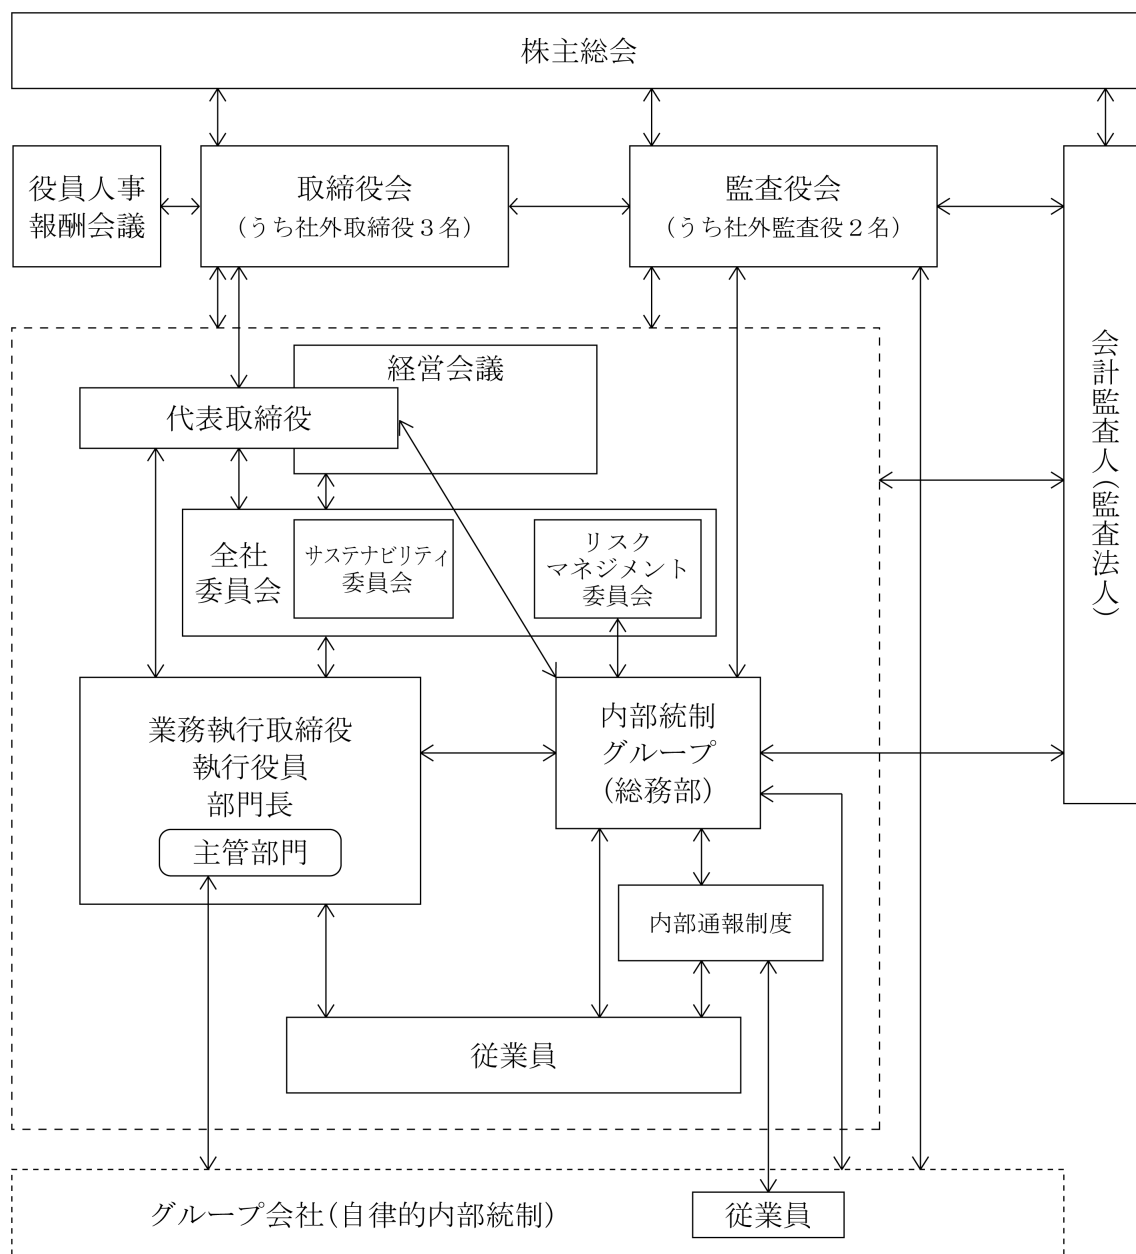 株主総会
役員人事
報酬会議
取締役会
(うち社外取締役3名)
監査役会
(うち社外監査役2名)
会計監査人(監査法人)
経営会議
代表取締役
全社
委員会
サステナビリティ
委員会
リスク
マネジメント
委員会
業務執行取締役
執行役員
部門長
主管部門
内部統制
グループ
(総務部)
内部通報制度
従業員
グループ会社(自律的内部統制)
従業員